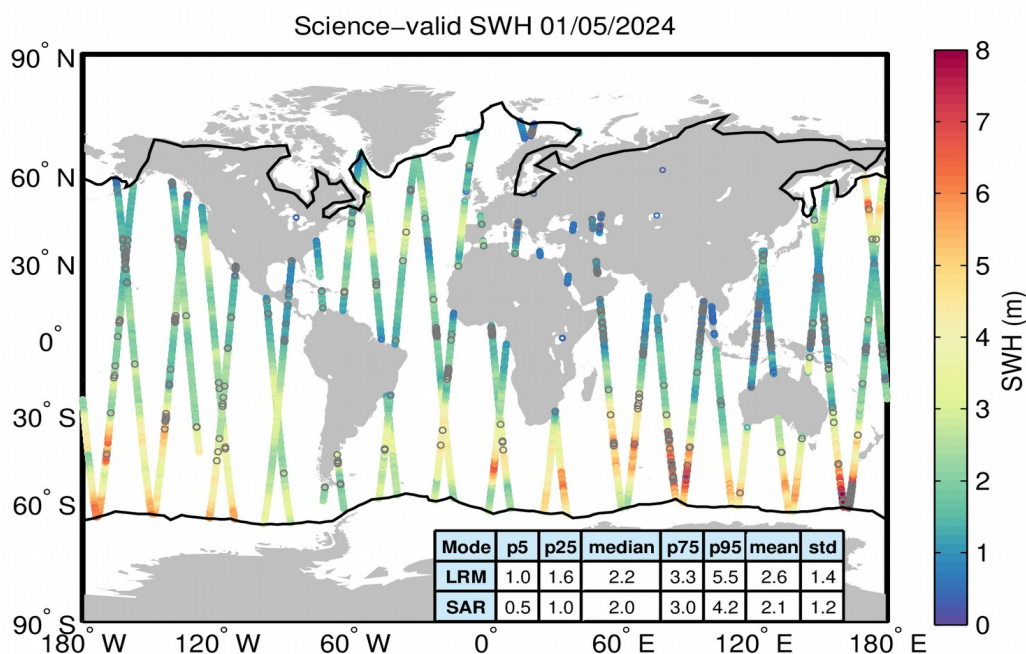 Science–valid SWH 01/05/2024
90° N
60° N
30° N
0°
30° S
60° S
90° S
180° W
120° W
60° W
0°
60° E
120° E
180° E
8
7
6
5
4
3
2
1
0
SWH (m)
Mode p5 p25 median p75 p95 mean std
LRM 1.0 1.6 2.2 3.3 5.5 2.6 1.4
SAR 0.5 1.0 2.0 3.0 4.2 2.1 1.2